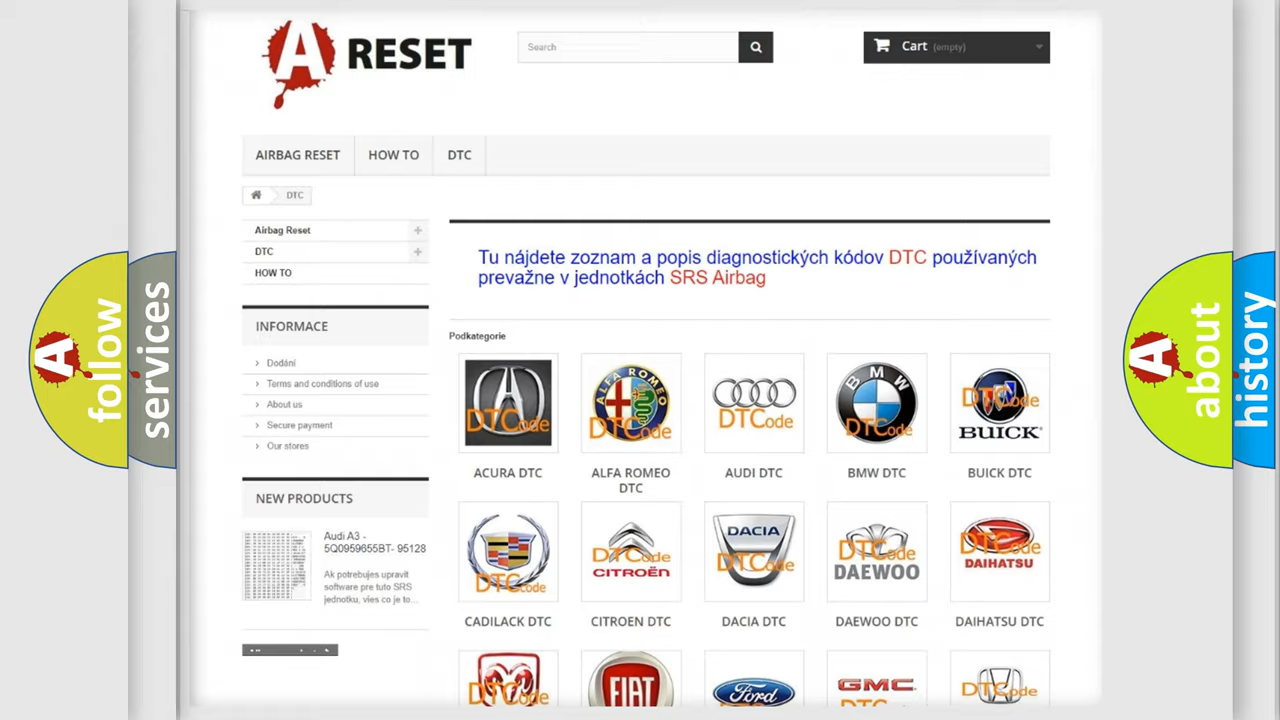 A RESET
Search
Cart (empty)
AIRBAG RESET
HOW TO
DTC
DTC
Airbag Reset
DTC
HOW TO
Tu nájdete zoznam a popis diagnostických kódov DTC používaných
prevažne v jednotkách SRS Airbag
INFORMACE
Dodání
Terms and conditions of use
About us
Secure payment
Our stores
Podkategorie
DTCode
ALFA ROMEO
DTCode
DTCode
BMW
DTCode
DTCode
BUICK
ACURA DTC
ALFA ROMEO
DTC
AUDI DTC
BMW DTC
BUICK DTC
NEW PRODUCTS
Audi A3 -
5Q0959655BT- 95128
Ak potrebujes upravit
software pre tuto SRS
jednotku, vies co je to...
DTCode
DTCode
CITROËN
DACIA
DTCode
DTCode
DAEWOO
DTCode
DAIHATSU
CADILACK DTC
CITROEN DTC
DACIA DTC
DAEWOO DTC
DAIHATSU DTC
DTCode
FIAT
Ford
GMC
DTCode
A follow
services
A about
history